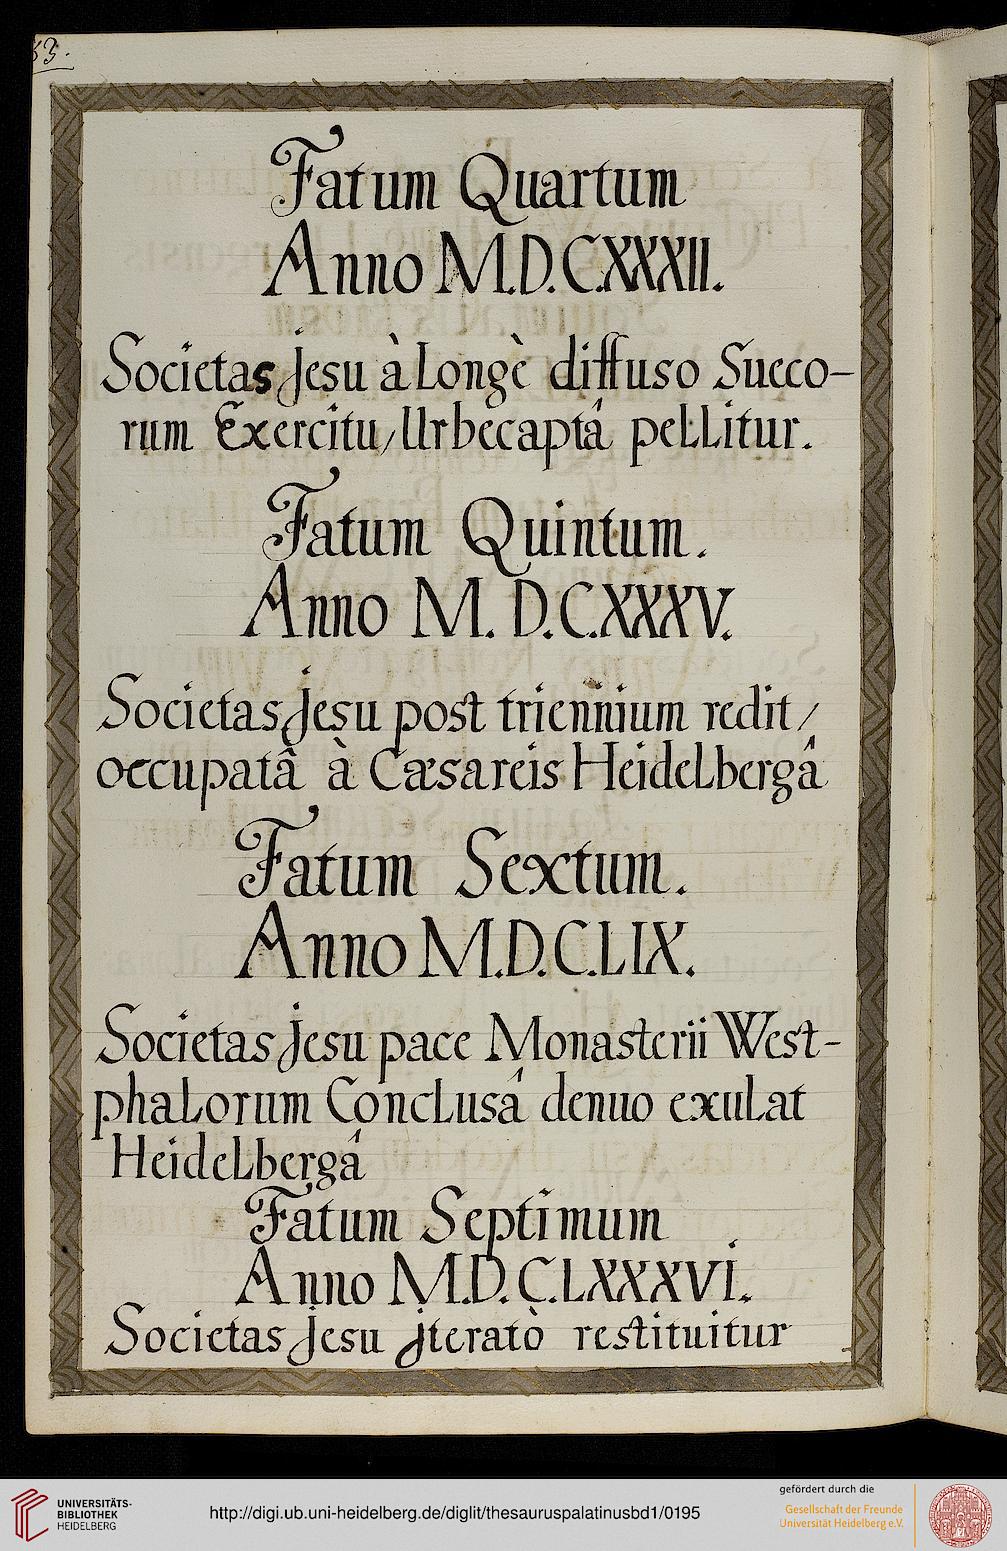 53.
Fatum Quartum
Anno M.D.C.XXXII.
Societas Jesu à Longè diffuso Sueco-
rum Exercitu, Urbe captâ peLLitur.
Fatum Quintum.
Anno M. D.C.XXXV.
Societas Jesu post triennium redit,
occupatâ à Cæsareis HeideLbergâ
Fatum Sextum.
Anno M.D.C.LIX.
Societas Jesu pace Monasterii West-
phaLorum ConcLusâ denuo exuLat
HeideLbergâ
Fatum Septimum
Anno M.D.C.LXXXVI.
Societas Jesu Jteratò restituitur
UNIVERSITÄTS-
BIBLIOTHEK
HEIDELBERG
http://digi.ub.uni-heidelberg.de/diglit/thesauruspalatinusbd1/0195
gefördert durch die
Gesellschaft der Freunde
Universität Heidelberg e.V.